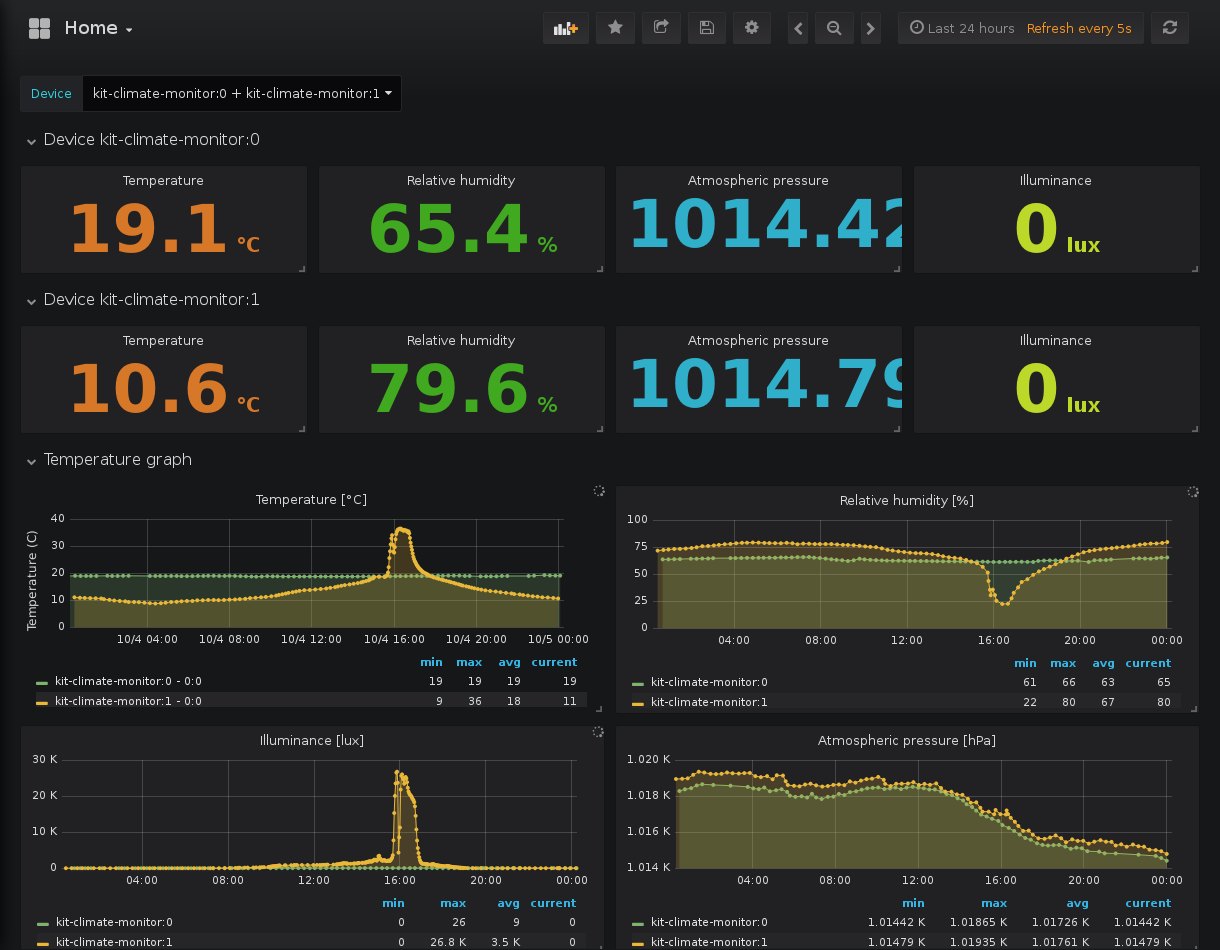 Home
Last 24 hours Refresh every 5s
Device kit-climate-monitor:0 + kit-climate-monitor:1
Device kit-climate-monitor:0
Temperature Relative humidity Atmospheric pressure Illuminance
19.1 °C 65.4 % 1014.42 0 lux
Device kit-climate-monitor:1
Temperature Relative humidity Atmospheric pressure Illuminance
10.6 °C 79.6 % 1014.79 0 lux
Temperature graph
Temperature [°C]
Temperature (C)
40
30
20
10
0
10/4 04:00 10/4 08:00 10/4 12:00 10/4 16:00 10/4 20:00 10/5 00:00
min max avg current
kit-climate-monitor:0 - 0:0 19 19 19 19
kit-climate-monitor:1 - 0:0 9 36 18 11
Relative humidity [%]
100
75
50
25
0
04:00 08:00 12:00 16:00 20:00 00:00
min max avg current
kit-climate-monitor:0 61 66 63 65
kit-climate-monitor:1 22 80 67 80
Illuminance [lux]
30 K
20 K
10 K
0
04:00 08:00 12:00 16:00 20:00 00:00
min max avg current
kit-climate-monitor:0 0 26 9 0
kit-climate-monitor:1 0 26.8 K 3.5 K 0
Atmospheric pressure [hPa]
1.020 K
1.018 K
1.016 K
1.014 K
04:00 08:00 12:00 16:00 20:00 00:00
min max avg current
kit-climate-monitor:0 1.01442 K 1.01865 K 1.01726 K 1.01442 K
kit-climate-monitor:1 1.01479 K 1.01935 K 1.01761 K 1.01479 K